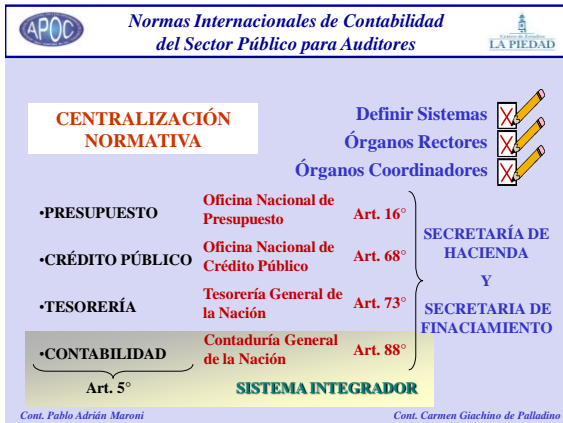 APOC
Normas Internacionales de Contabilidad
del Sector Público para Auditores
Centro de Estudios
LA PIEDAD
CENTRALIZACIÓN
NORMATIVA
Definir Sistemas
Órganos Rectores
Órganos Coordinadores
•PRESUPUESTO
Oficina Nacional de
Presupuesto
Art. 16°
•CRÉDITO PÚBLICO
Oficina Nacional de
Crédito Público
Art. 68°
•TESORERÍA
Tesorería General de
la Nación
Art. 73°
•CONTABILIDAD
Contaduría General
de la Nación
Art. 88°
SECRETARÍA DE
HACIENDA
Y
SECRETARIA DE
FINACIAMIENTO
Art. 5°
SISTEMA INTEGRADOR
Cont. Pablo Adrián Maroni
Cont. Carmen Giachino de Palladino